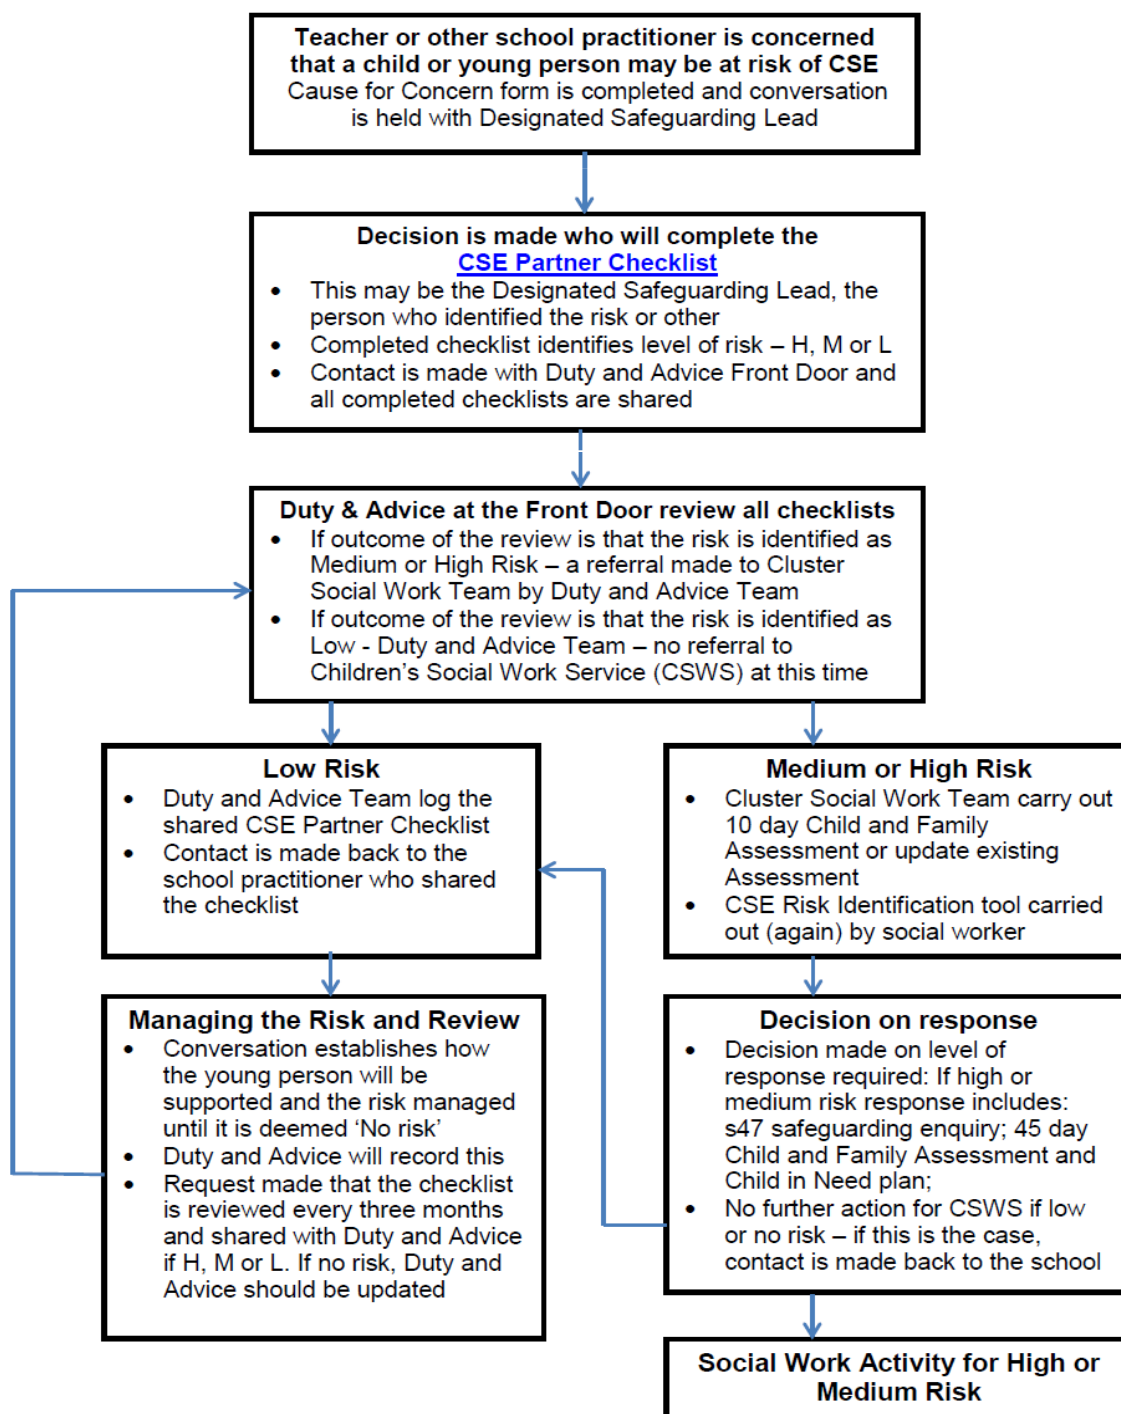 Teacher or other school practitioner is concerned
that a child or young person may be at risk of CSE
Cause for Concern form is completed and conversation
is held with Designated Safeguarding Lead
Decision is made who will complete the
CSE Partner Checklist
• This may be the Designated Safeguarding Lead, the
person who identified the risk or other
• Completed checklist identifies level of risk – H, M or L
• Contact is made with Duty and Advice Front Door and
all completed checklists are shared
Duty & Advice at the Front Door review all checklists
• If outcome of the review is that the risk is identified as
Medium or High Risk – a referral made to Cluster
Social Work Team by Duty and Advice Team
• If outcome of the review is that the risk is identified as
Low - Duty and Advice Team – no referral to
Children's Social Work Service (CSWS) at this time
Low Risk
• Duty and Advice Team log the
shared CSE Partner Checklist
• Contact is made back to the
school practitioner who shared
the checklist
Medium or High Risk
• Cluster Social Work Team carry out
10 day Child and Family
Assessment or update existing
Assessment
• CSE Risk Identification tool carried
out (again) by social worker
Managing the Risk and Review
• Conversation establishes how
the young person will be
supported and the risk managed
until it is deemed 'No risk'
• Duty and Advice will record this
• Request made that the checklist
is reviewed every three months
and shared with Duty and Advice
if H, M or L. If no risk, Duty and
Advice should be updated
Decision on response
• Decision made on level of
response required: If high or
medium risk response includes:
s47 safeguarding enquiry; 45 day
Child and Family Assessment and
Child in Need plan;
• No further action for CSWS if low
or no risk – if this is the case,
contact is made back to the school
Social Work Activity for High or
Medium Risk